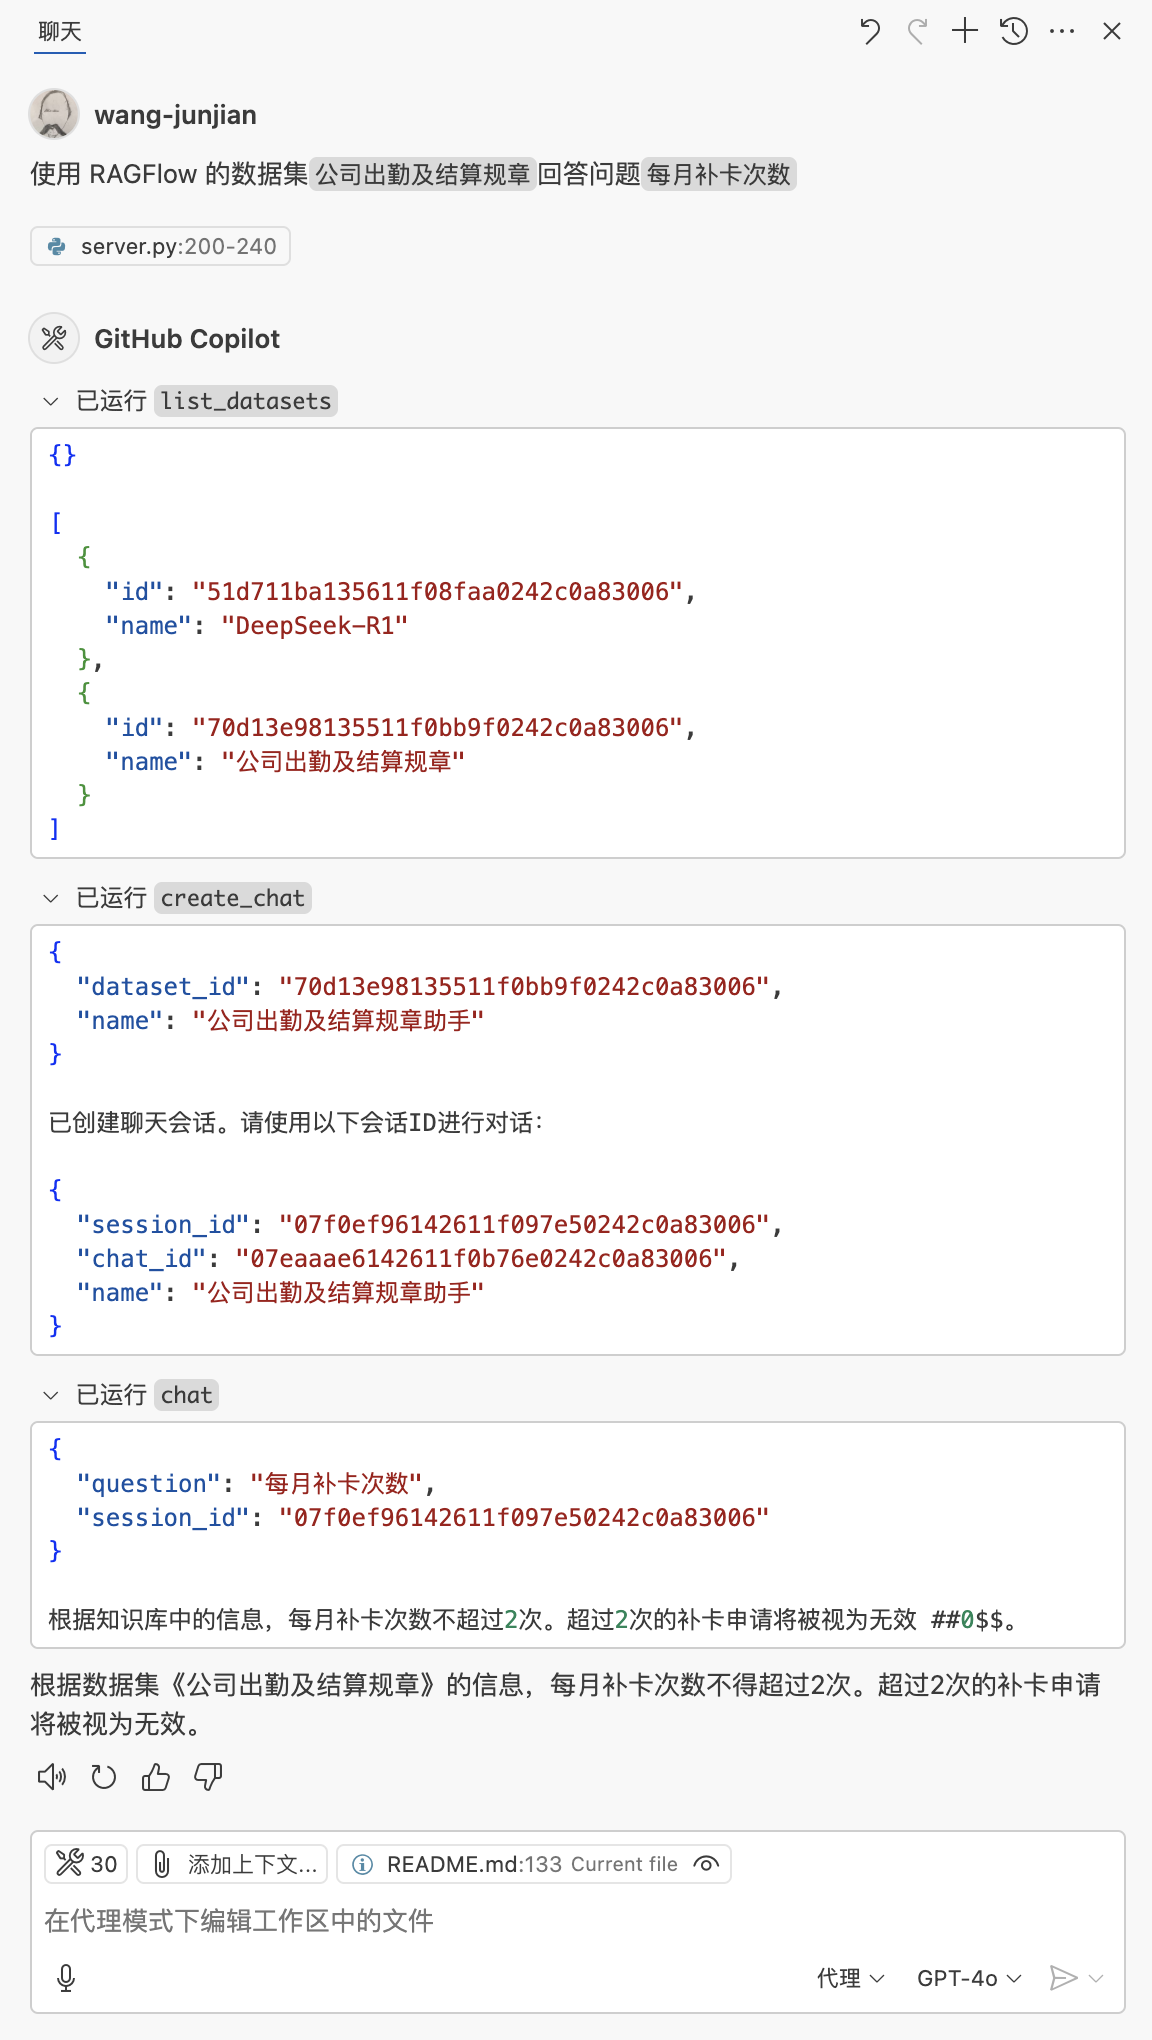 聊天
wang-junjian
使用 RAGFlow 的数据集 公司出勤及结算规章 回答问题 每月补卡次数
server.py:200-240
GitHub Copilot
已运行 list_datasets
{}
[
  {
    "id": "51d711ba135611f08faa0242c0a83006",
    "name": "DeepSeek-R1"
  },
  {
    "id": "70d13e98135511f0bb9f0242c0a83006",
    "name": "公司出勤及结算规章"
  }
]
已运行 create_chat
{
  "dataset_id": "70d13e98135511f0bb9f0242c0a83006",
  "name": "公司出勤及结算规章助手"
}
已创建聊天会话。请使用以下会话ID进行对话：
{
  "session_id": "07f0ef96142611f097e50242c0a83006",
  "chat_id": "07eaaae6142611f0b76e0242c0a83006",
  "name": "公司出勤及结算规章助手"
}
已运行 chat
{
  "question": "每月补卡次数",
  "session_id": "07f0ef96142611f097e50242c0a83006"
}
根据知识库中的信息，每月补卡次数不超过2次。超过2次的补卡申请将被视为无效 ##0$$。
根据数据集《公司出勤及结算规章》的信息，每月补卡次数不得超过2次。超过2次的补卡申请
将被视为无效。
30 添加上下文... README.md:133 Current file
在代理模式下编辑工作区中的文件
代理 GPT-4o